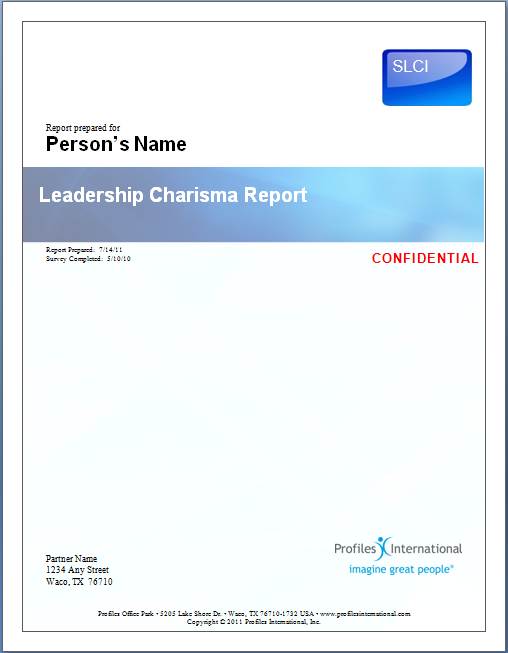 SLCI
Report prepared for
Person's Name
Leadership Charisma Report
Report Prepared: 7/14/11
Survey Completed: 5/10/10
CONFIDENTIAL
Profiles International
imagine great people®
Partner Name
1234 Any Street
Waco, TX 76710
Profiles Office Park • 5205 Lake Shore Dr. • Waco, TX 76710-1732 USA • www.profilesinternational.com
Copyright © 2011 Profiles International, Inc.